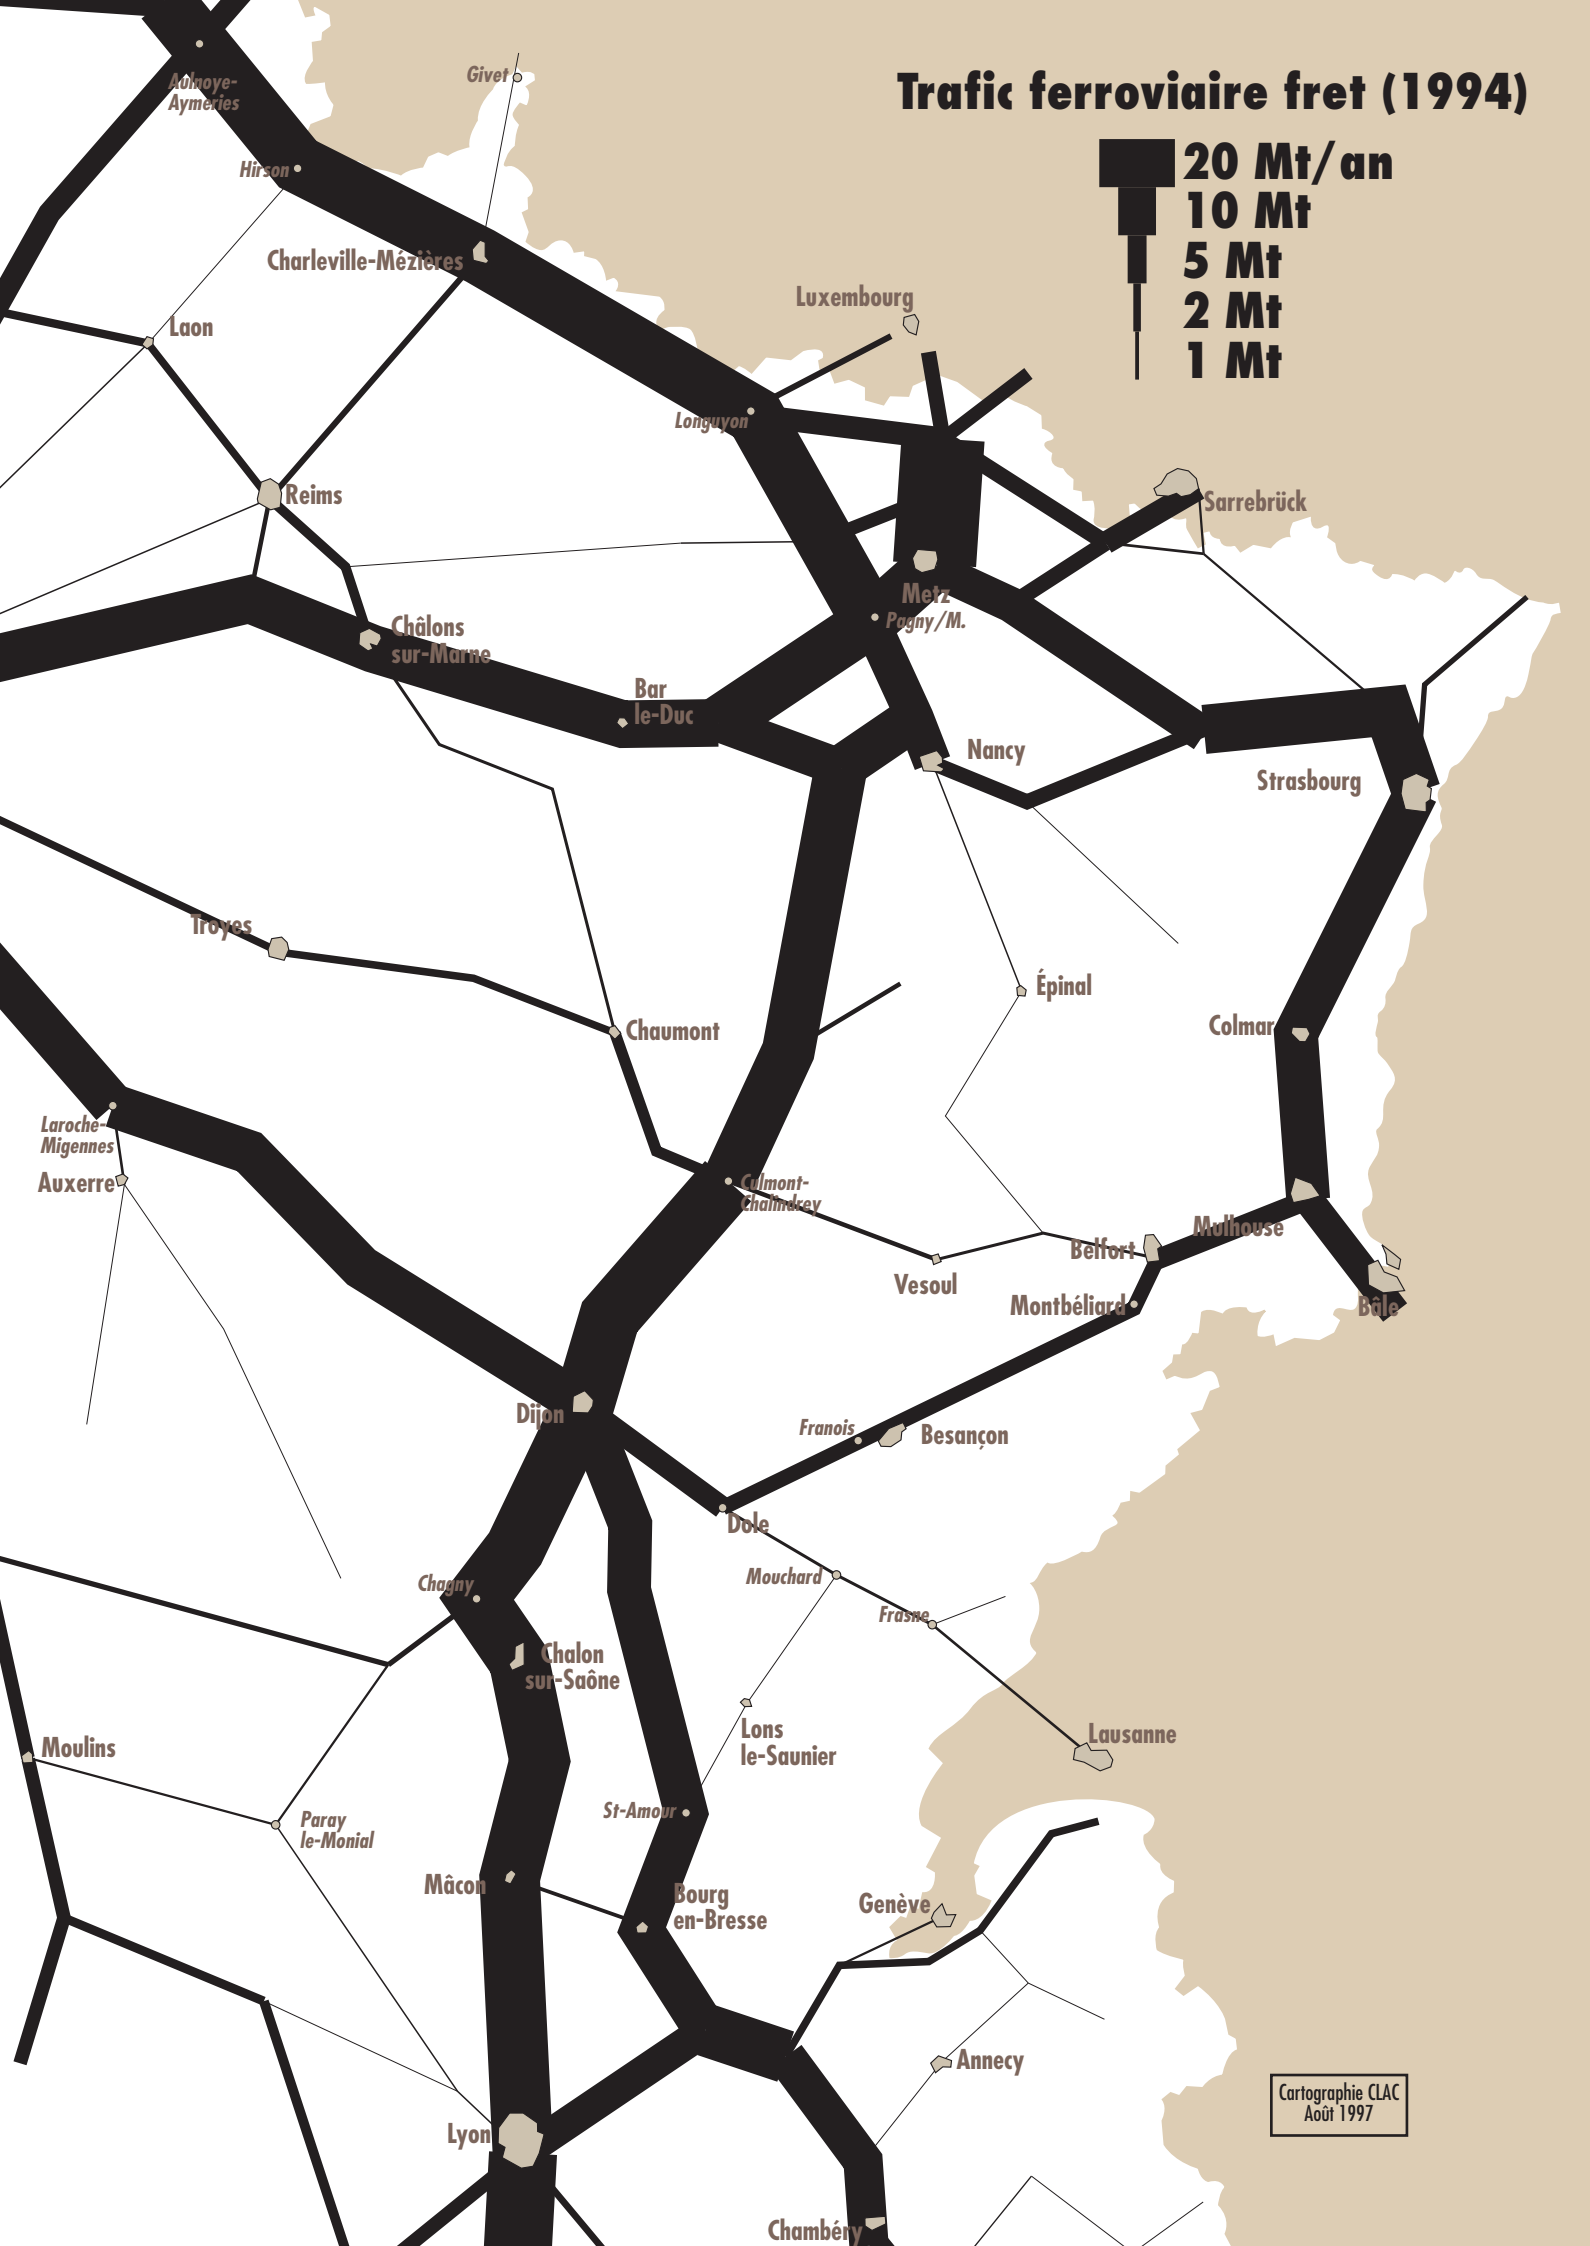 Trafic ferroviaire fret (1994)
20 Mt/an
10 Mt
5 Mt
2 Mt
1 Mt
Givet
Aulnoye-
Aymeries
Hirson
Charleville-Mézières
Luxembourg
Laon
Longuyon
Reims
Sarrebrück
Metz
Pagny/M.
Châlons
sur-Marne
Bar
le-Duc
Nancy
Strasbourg
Troyes
Épinal
Chaumont
Colmar
Laroche-
Migennes
Auxerre
Culmont-
Chalindrey
Mulhouse
Belfort
Vesoul
Montbéliard
Bâle
Dijon
Franois
Besançon
Dole
Chagny
Mouchard
Frasne
Chalon
sur-Saône
Lons
le-Saunier
Lausanne
Moulins
St-Amour
Paray
le-Monial
Mâcon
Bourg
en-Bresse
Genève
Annecy
Cartographie CLAC
Août 1997
Lyon
Chambéry